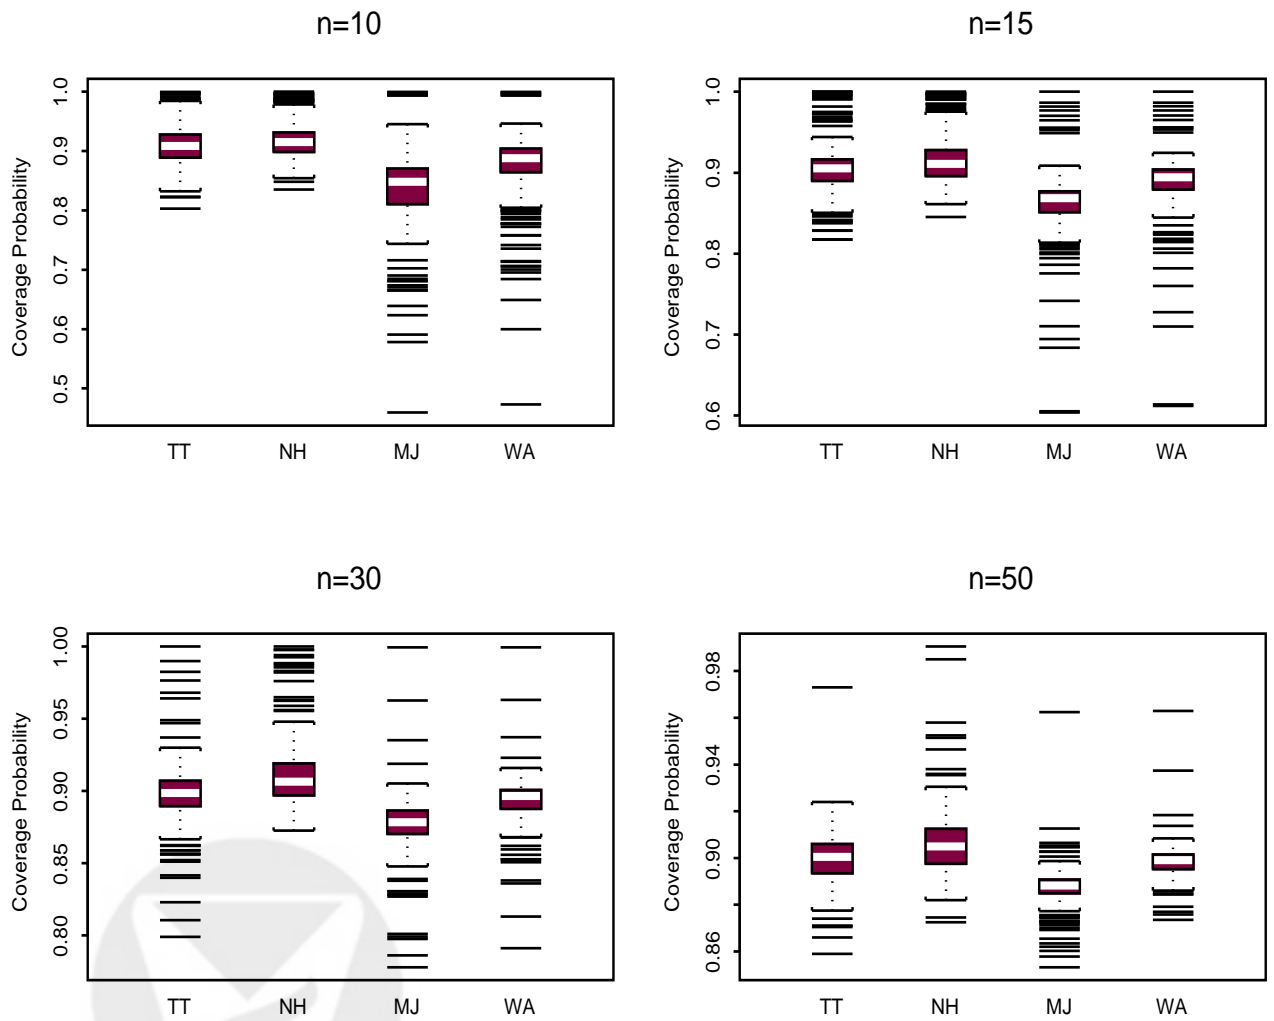 n=10
Coverage Probability
1.0
0.9
0.8
0.7
0.6
0.5
TT NH MJ WA
n=15
Coverage Probability
1.0
0.9
0.8
0.7
0.6
TT NH MJ WA
n=30
Coverage Probability
1.00
0.95
0.90
0.85
0.80
TT NH MJ WA
n=50
Coverage Probability
0.98
0.94
0.90
0.86
TT NH MJ WA